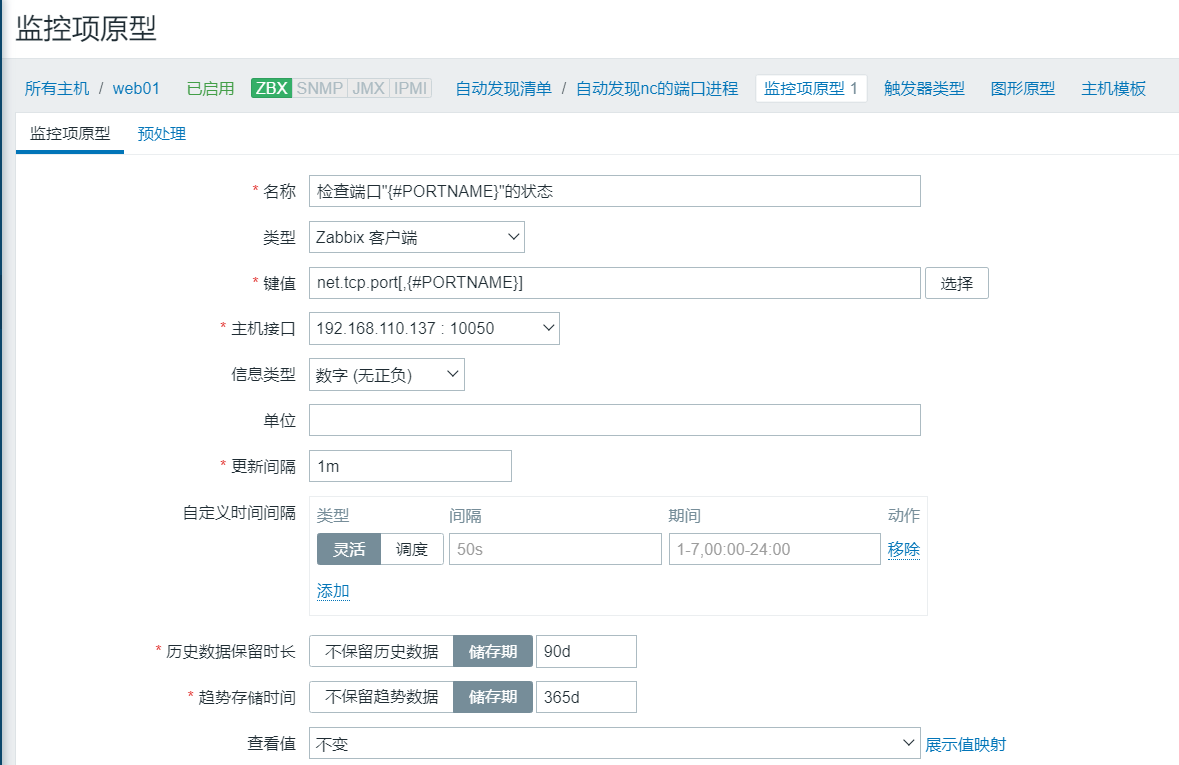 监控项原型
所有主机 / web01 已启用 ZBX SNMP JMX IPMI 自动发现清单 / 自动发现nc的端口进程 监控项原型 1 触发器类型 图形原型 主机模板
监控项原型 预处理
* 名称 检查端口"{#PORTNAME}"的状态
类型 Zabbix 客户端
* 键值 net.tcp.port[,{#PORTNAME}] 选择
* 主机接口 192.168.110.137 : 10050
信息类型 数字 (无正负)
单位
* 更新间隔 1m
自定义时间间隔 类型 间隔 期间 动作
灵活 调度 50s 1-7,00:00-24:00 移除
添加
* 历史数据保留时长 不保留历史数据 储存期 90d
* 趋势存储时间 不保留趋势数据 储存期 365d
查看值 不变 展示值映射